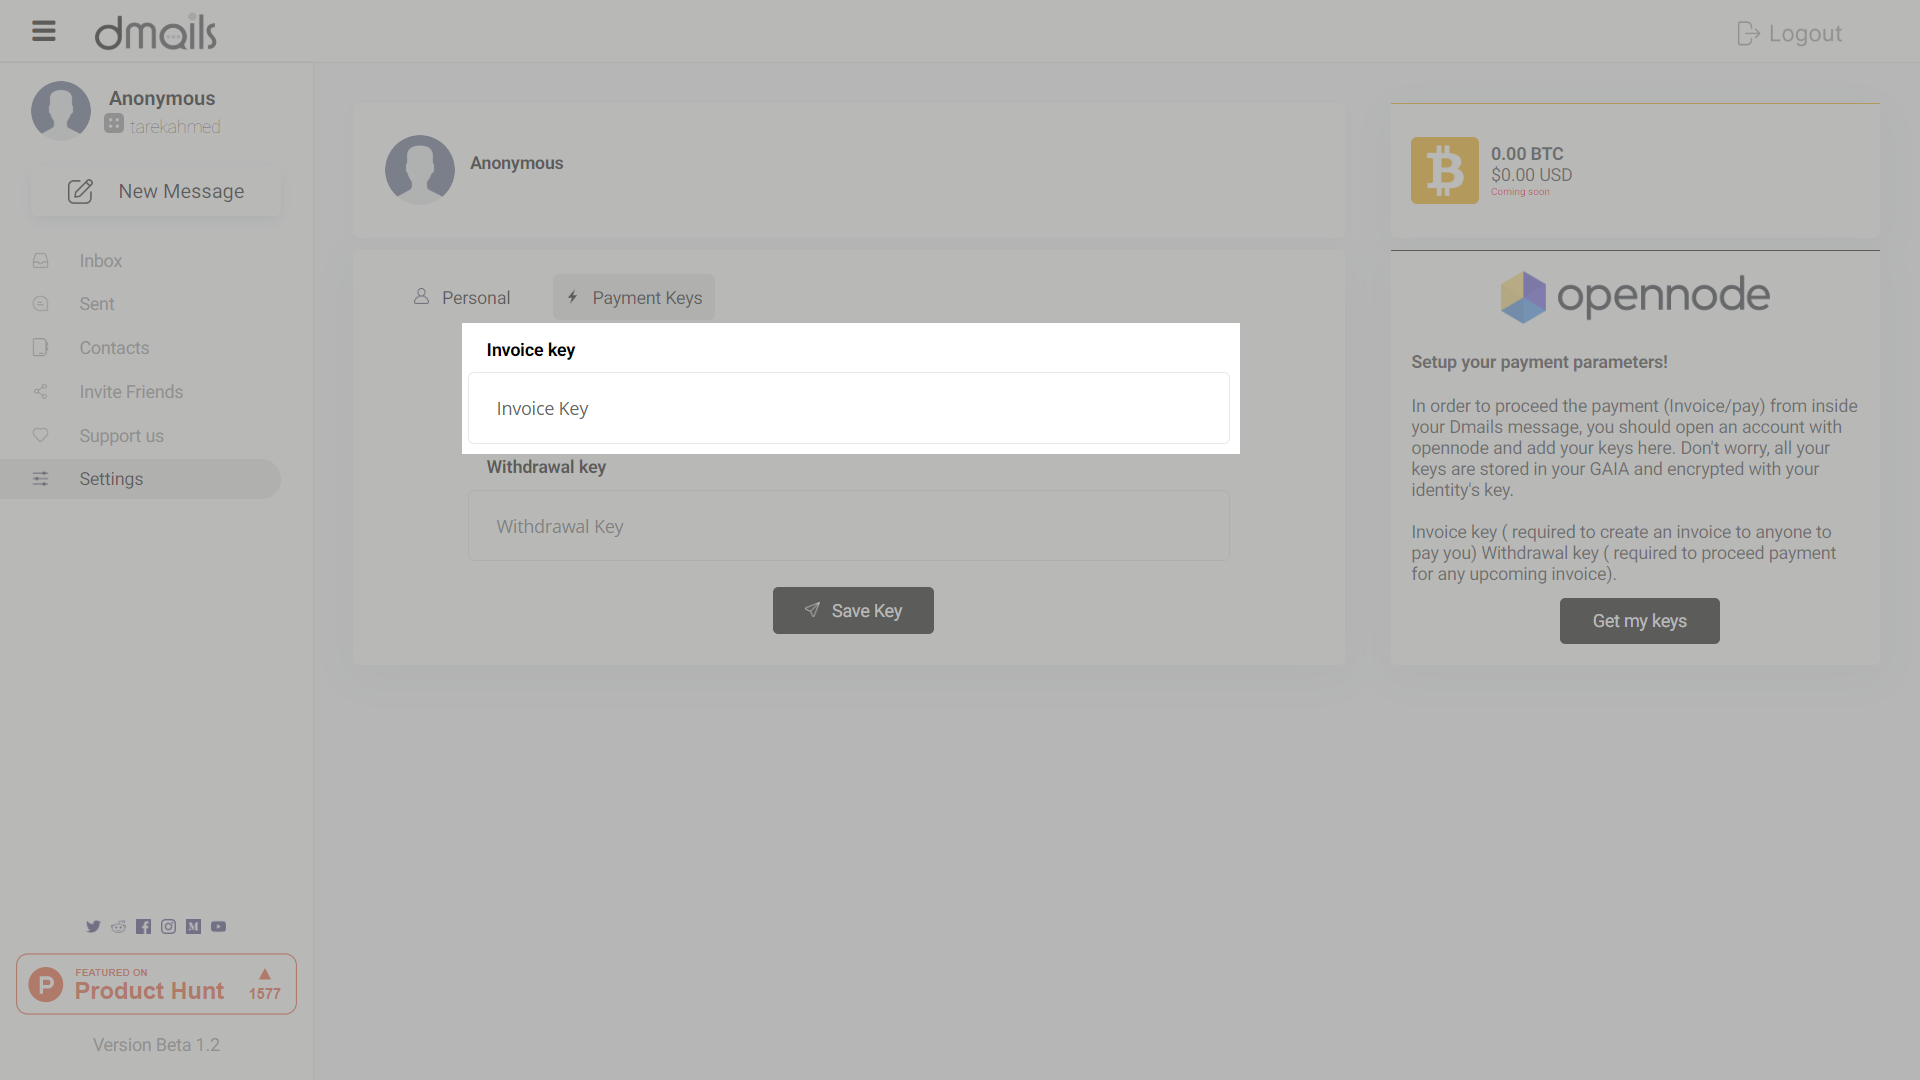 dmails
Logout
Anonymous
tarekahmed
New Message
Inbox
Sent
Contacts
Invite Friends
Support us
Settings
FEATURED ON
Product Hunt
1577
Version Beta 1.2
Anonymous
Personal
Payment Keys
Invoice key
Invoice Key
Withdrawal key
Withdrawal Key
Save Key
0.00 BTC
$0.00 USD
Coming soon
opennode
Setup your payment parameters!
In order to proceed the payment (Invoice/pay) from inside
your Dmails message, you should open an account with
opennode and add your keys here. Don't worry, all your
keys are stored in your GAIA and encrypted with your
identity's key.
Invoice key ( required to create an invoice to anyone to
pay you) Withdrawal key ( required to proceed payment
for any upcoming invoice).
Get my keys